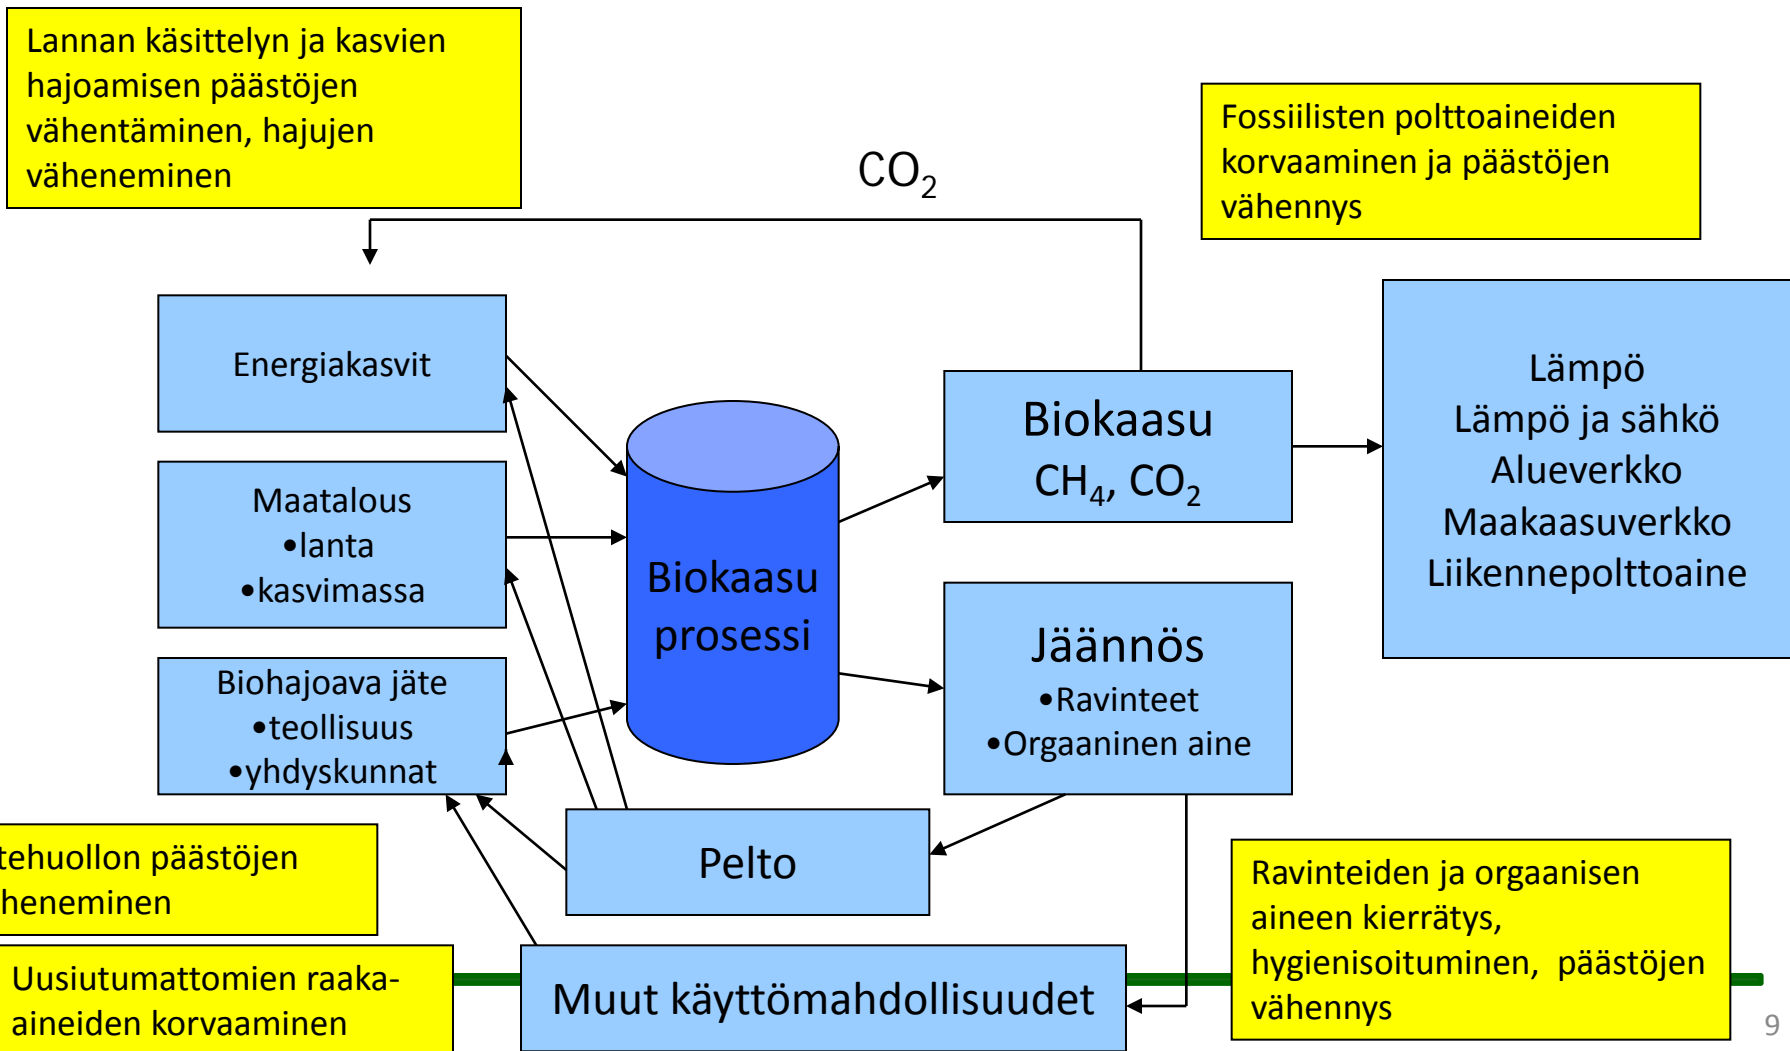 Lannan käsittelyn ja kasvien
hajoamisen päästöjen
vähentäminen, hajujen
väheneminen
Fossiilisten polttoaineiden
korvaaminen ja päästöjen
vähennys
CO₂
Energiakasvit
Maatalous
•lanta
•kasvimassa
Biohajoava jäte
•teollisuus
•yhdyskunnat
Biokaasu
prosessi
Biokaasu
CH₄, CO₂
Jäännös
•Ravinteet
•Orgaaninen aine
Lämpö
Lämpö ja sähkö
Alueverkko
Maakaasuverkko
Liikennepolttoaine
Pelto
Muut käyttömahdollisuudet
tehuollon päästöjen
heneminen
Uusiutumattomien raaka-
aineiden korvaaminen
Ravinteiden ja orgaanisen
aineen kierrätys,
hygienisoituminen, päästöjen
vähennys
9